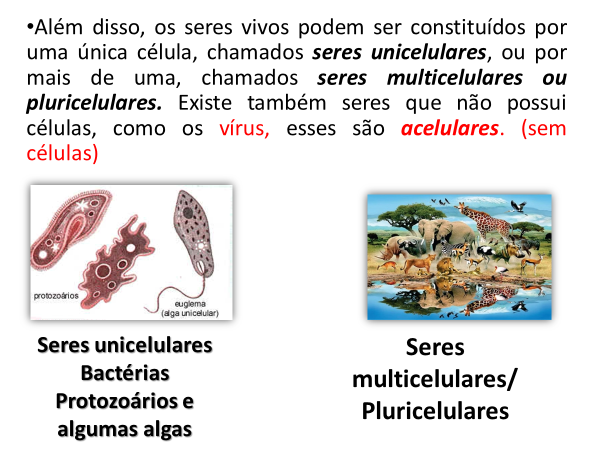 •Além disso, os seres vivos podem ser constituídos por
uma única célula, chamados seres unicelulares, ou por
mais de uma, chamados seres multicelulares ou
pluricelulares. Existe também seres que não possui
células, como os vírus, esses são acelulares. (sem
células)
protozoários
euglema
(alga unicelular)
Seres unicelulares
Bactérias
Protozoários e
algumas algas
Seres
multicelulares/
Pluricelulares